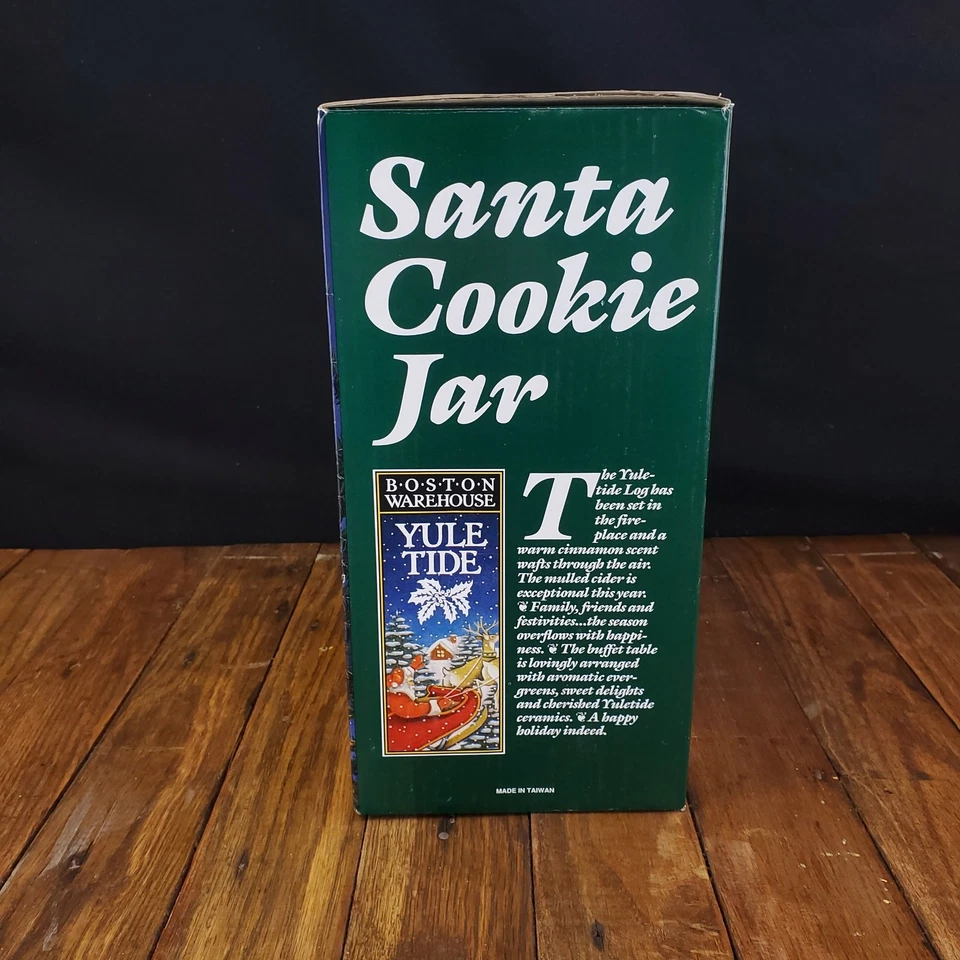 Santa
Cookie
Jar
B·O·S·T·O·N
WAREHOUSE
YULE
TIDE
The Yule-
tide Log has
been set in
the fire-
place and a
warm cinnamon scent
wafts through the air.
The mulled cider is
exceptional this year.
❦ Family, friends and
festivities...the season
overflows with happi-
ness. ❦ The buffet table
is lovingly arranged
with aromatic ever-
greens, sweet delights
and cherished Yuletide
ceramics. ❦ A happy
holiday indeed.
MADE IN TAIWAN